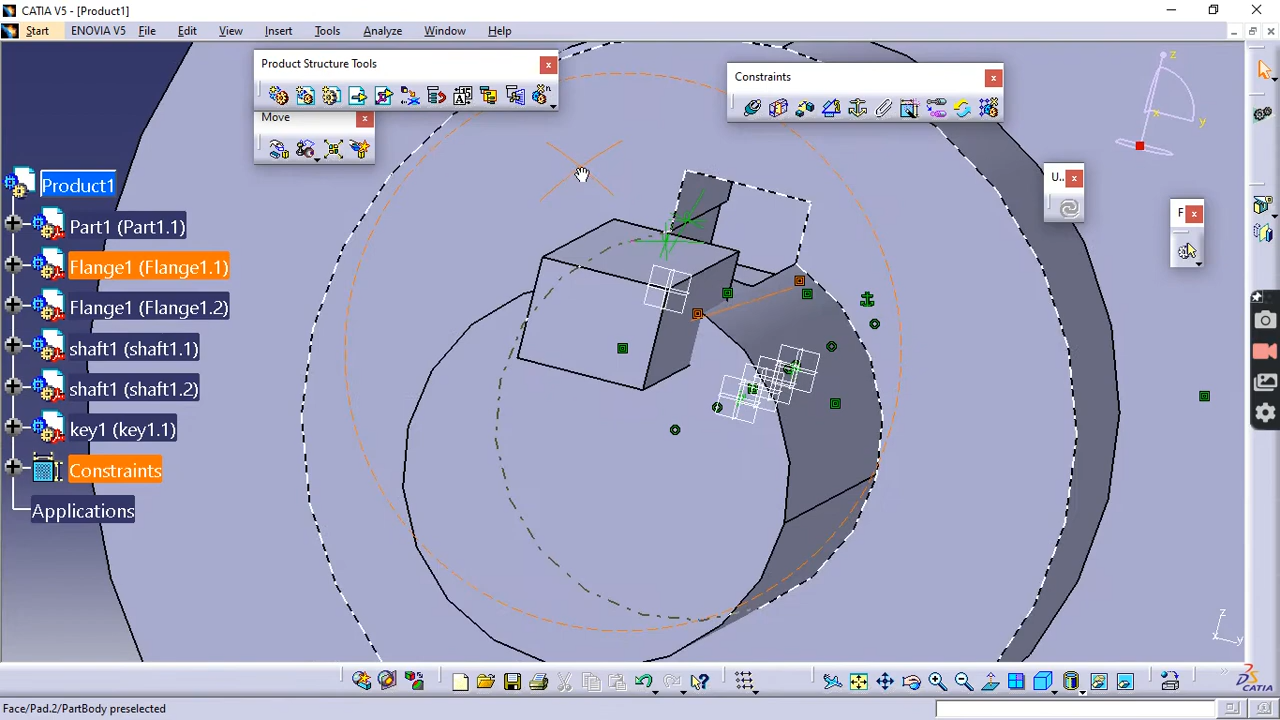 CATIA V5 - [Product1]
Start ENOVIA V5 File Edit View Insert Tools Analyze Window Help
Product Structure Tools
Constraints
Move
U..
F
z
x
y
Product1
Part1 (Part1.1)
Flange1 (Flange1.1)
Flange1 (Flange1.2)
shaft1 (shaft1.1)
shaft1 (shaft1.2)
key1 (key1.1)
Constraints
Applications
z
x
y
DS CATIA
Face/Pad.2/PartBody preselected